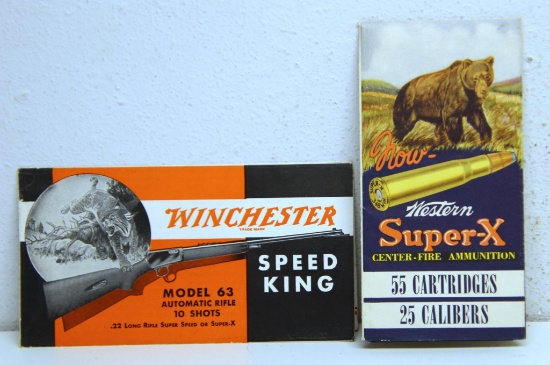 WINCHESTER
TRADE MARK
SPEED
KING
MODEL 63
AUTOMATIC RIFLE
10 SHOTS
.22 LONG RIFLE SUPER SPEED OR SUPER-X
Now-
Western
Super-X
CENTER-FIRE AMMUNITION
55 CARTRIDGES
25 CALIBERS